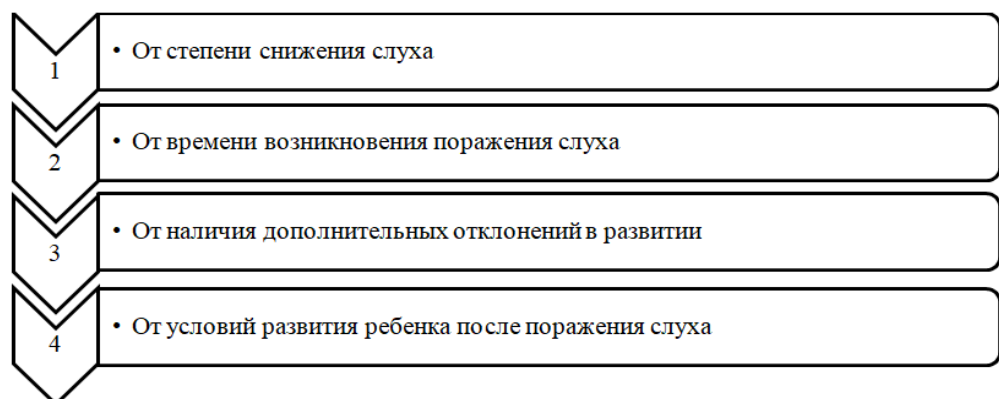 1
• От степени снижения слуха
2
• От времени возникновения поражения слуха
3
• От наличия дополнительных отклонений в развитии
4
• От условий развития ребенка после поражения слуха